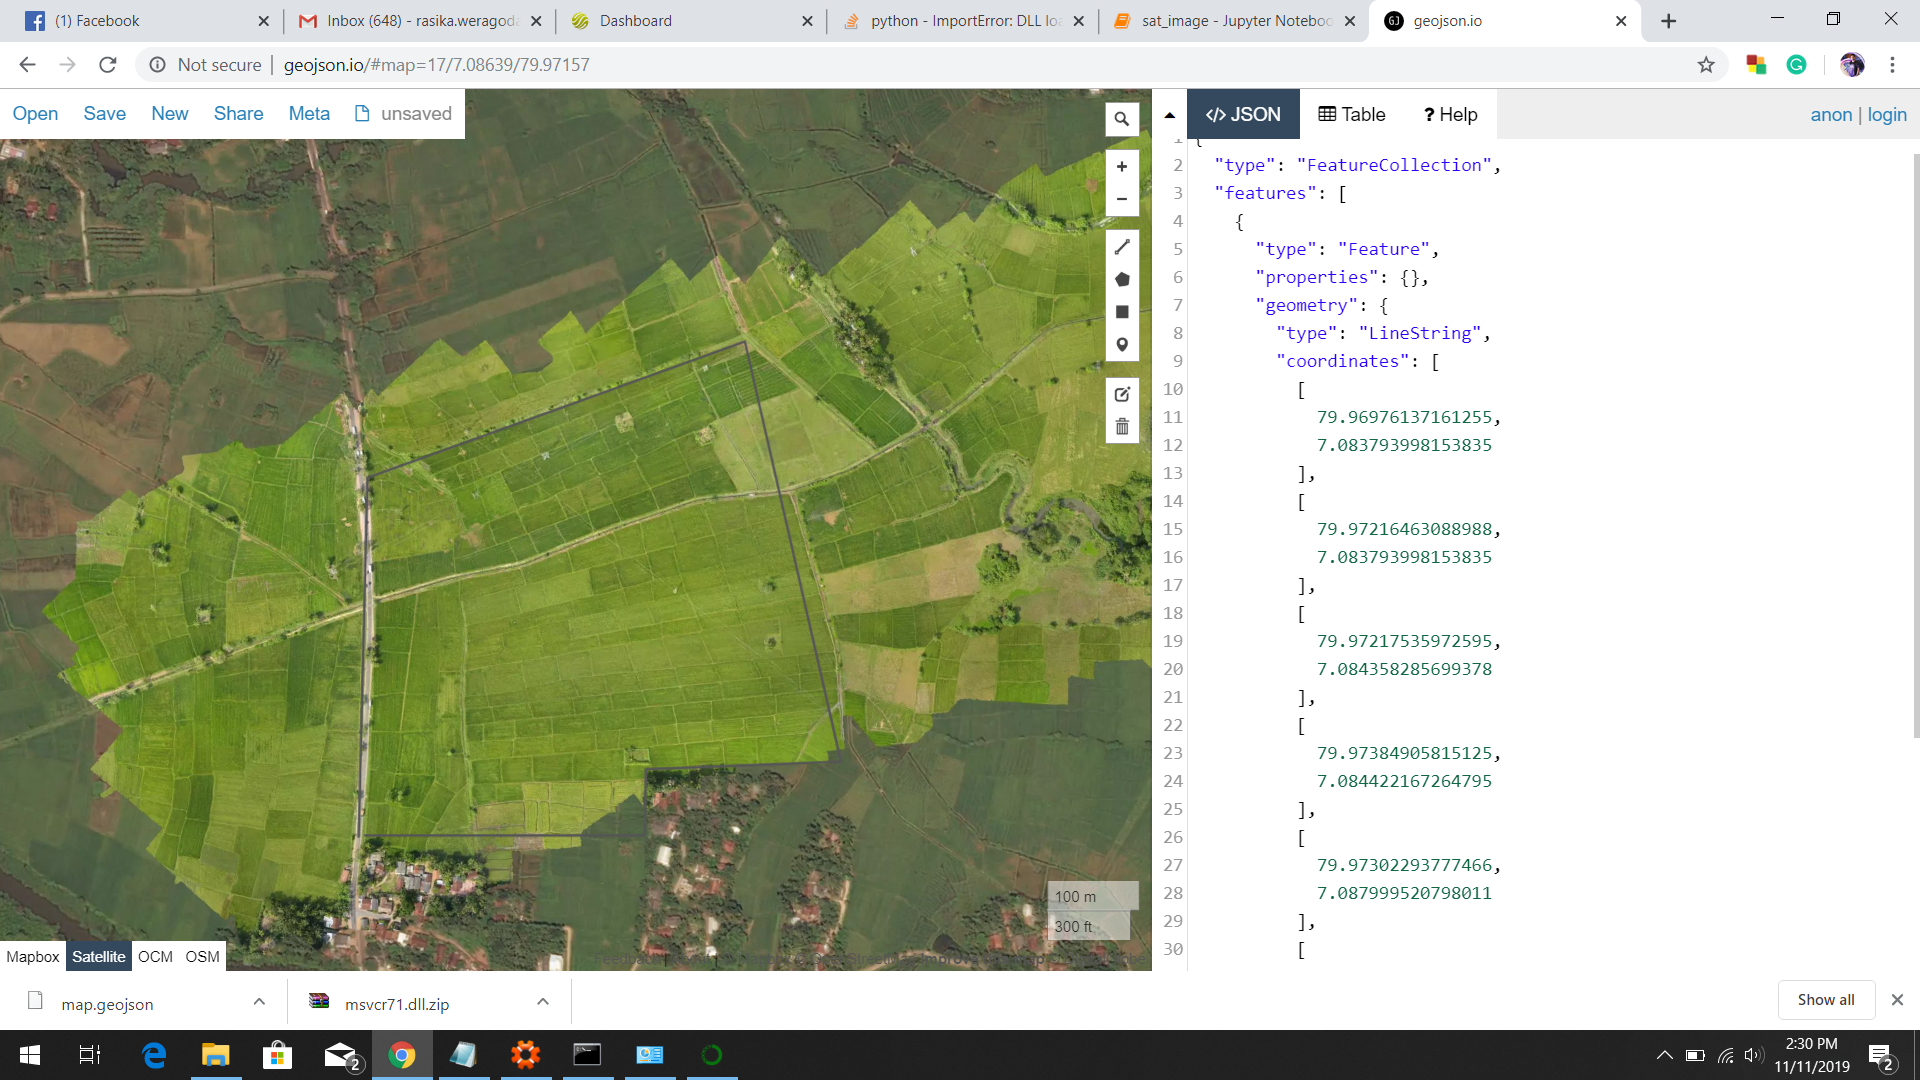 (1) Facebook
Inbox (648) - rasika.weragoda
Dashboard
python - ImportError: DLL loa
sat_image - Jupyter Noteboo
geojson.io
Not secure | geojson.io/#map=17/7.08639/79.97157
Open Save New Share Meta unsaved
</> JSON Table ? Help
anon | login
1 {
2 "type": "FeatureCollection",
3 "features": [
4 {
5 "type": "Feature",
6 "properties": {},
7 "geometry": {
8 "type": "LineString",
9 "coordinates": [
10 [
11 79.96976137161255,
12 7.083793998153835
13 ],
14 [
15 79.97216463088988,
16 7.083793998153835
17 ],
18 [
19 79.97217535972595,
20 7.084358285699378
21 ],
22 [
23 79.97384905815125,
24 7.084422167264795
25 ],
26 [
27 79.97302293777466,
28 7.087999520798011
29 ],
30 [
100 m
300 ft
Mapbox Satellite OCM OSM
map.geojson
msvcr71.dll.zip
Show all
2
2:30 PM
11/11/2019
2